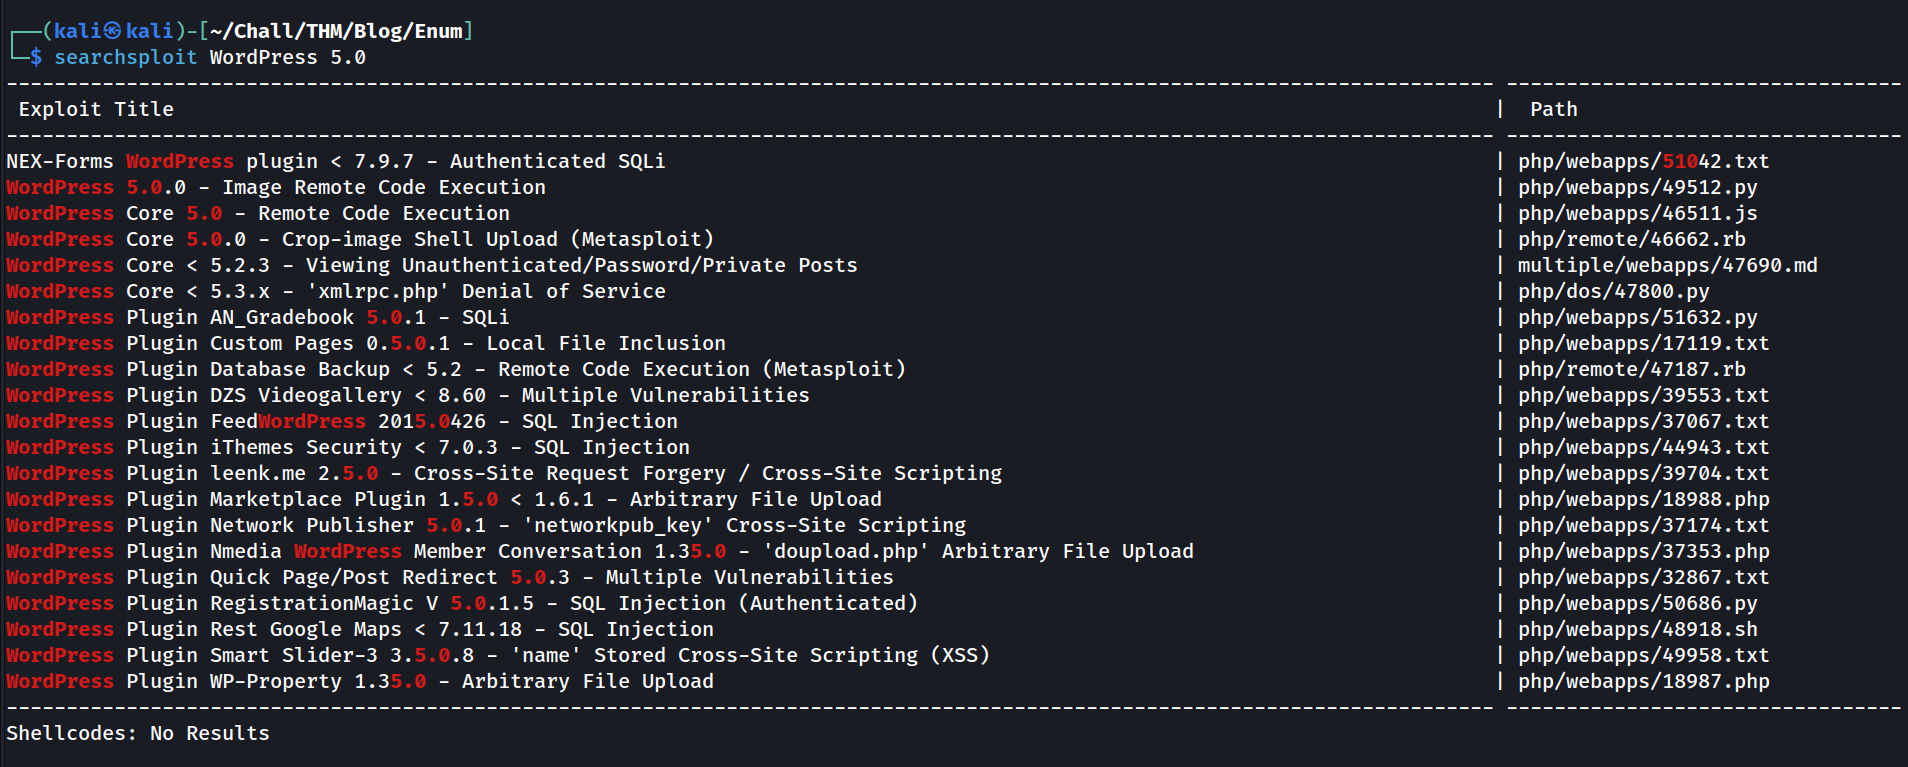 ┌──(kali㉿kali)-[~/Chall/THM/Blog/Enum]
└─$ searchsploit WordPress 5.0
Exploit Title | Path
NEX-Forms WordPress plugin < 7.9.7 - Authenticated SQLi | php/webapps/51042.txt
WordPress 5.0.0 - Image Remote Code Execution | php/webapps/49512.py
WordPress Core 5.0 - Remote Code Execution | php/webapps/46511.js
WordPress Core 5.0.0 - Crop-image Shell Upload (Metasploit) | php/remote/46662.rb
WordPress Core < 5.2.3 - Viewing Unauthenticated/Password/Private Posts | multiple/webapps/47690.md
WordPress Core < 5.3.x - 'xmlrpc.php' Denial of Service | php/dos/47800.py
WordPress Plugin AN_Gradebook 5.0.1 - SQLi | php/webapps/51632.py
WordPress Plugin Custom Pages 0.5.0.1 - Local File Inclusion | php/webapps/17119.txt
WordPress Plugin Database Backup < 5.2 - Remote Code Execution (Metasploit) | php/remote/47187.rb
WordPress Plugin DZS Videogallery < 8.60 - Multiple Vulnerabilities | php/webapps/39553.txt
WordPress Plugin FeedWordPress 2015.0426 - SQL Injection | php/webapps/37067.txt
WordPress Plugin iThemes Security < 7.0.3 - SQL Injection | php/webapps/44943.txt
WordPress Plugin leenk.me 2.5.0 - Cross-Site Request Forgery / Cross-Site Scripting | php/webapps/39704.txt
WordPress Plugin Marketplace Plugin 1.5.0 < 1.6.1 - Arbitrary File Upload | php/webapps/18988.php
WordPress Plugin Network Publisher 5.0.1 - 'networkpub_key' Cross-Site Scripting | php/webapps/37174.txt
WordPress Plugin Nmedia WordPress Member Conversation 1.35.0 - 'doupload.php' Arbitrary File Upload | php/webapps/37353.php
WordPress Plugin Quick Page/Post Redirect 5.0.3 - Multiple Vulnerabilities | php/webapps/32867.txt
WordPress Plugin RegistrationMagic V 5.0.1.5 - SQL Injection (Authenticated) | php/webapps/50686.py
WordPress Plugin Rest Google Maps < 7.11.18 - SQL Injection | php/webapps/48918.sh
WordPress Plugin Smart Slider-3 3.5.0.8 - 'name' Stored Cross-Site Scripting (XSS) | php/webapps/49958.txt
WordPress Plugin WP-Property 1.35.0 - Arbitrary File Upload | php/webapps/18987.php
Shellcodes: No Results